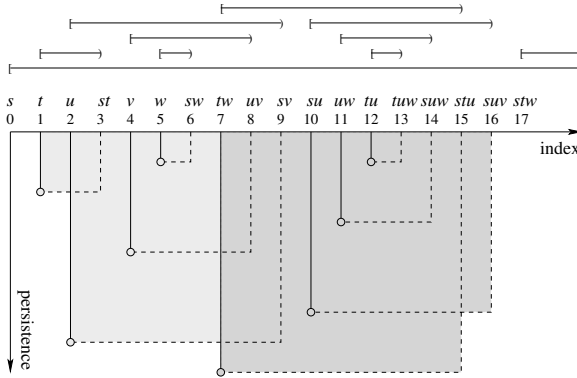 s t u st v w sw tw uv sv su uw tu tuw suw stu suv stw
0 1 2 3 4 5 6 7 8 9 10 11 12 13 14 15 16 17
index
persistence